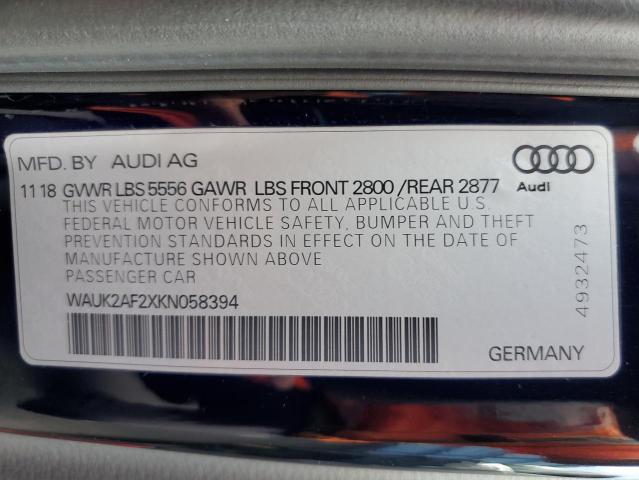 MFD. BY AUDI AG
11 18 GVWR LBS 5556 GAWR LBS FRONT 2800 /REAR 2877
Audi
THIS VEHICLE CONFORMS TO ALL APPLICABLE U.S.
FEDERAL MOTOR VEHICLE SAFETY, BUMPER AND THEFT
PREVENTION STANDARDS IN EFFECT ON THE DATE OF
MANUFACTURE SHOWN ABOVE
PASSENGER CAR
WAUK2AF2XKN058394
4932473
GERMANY